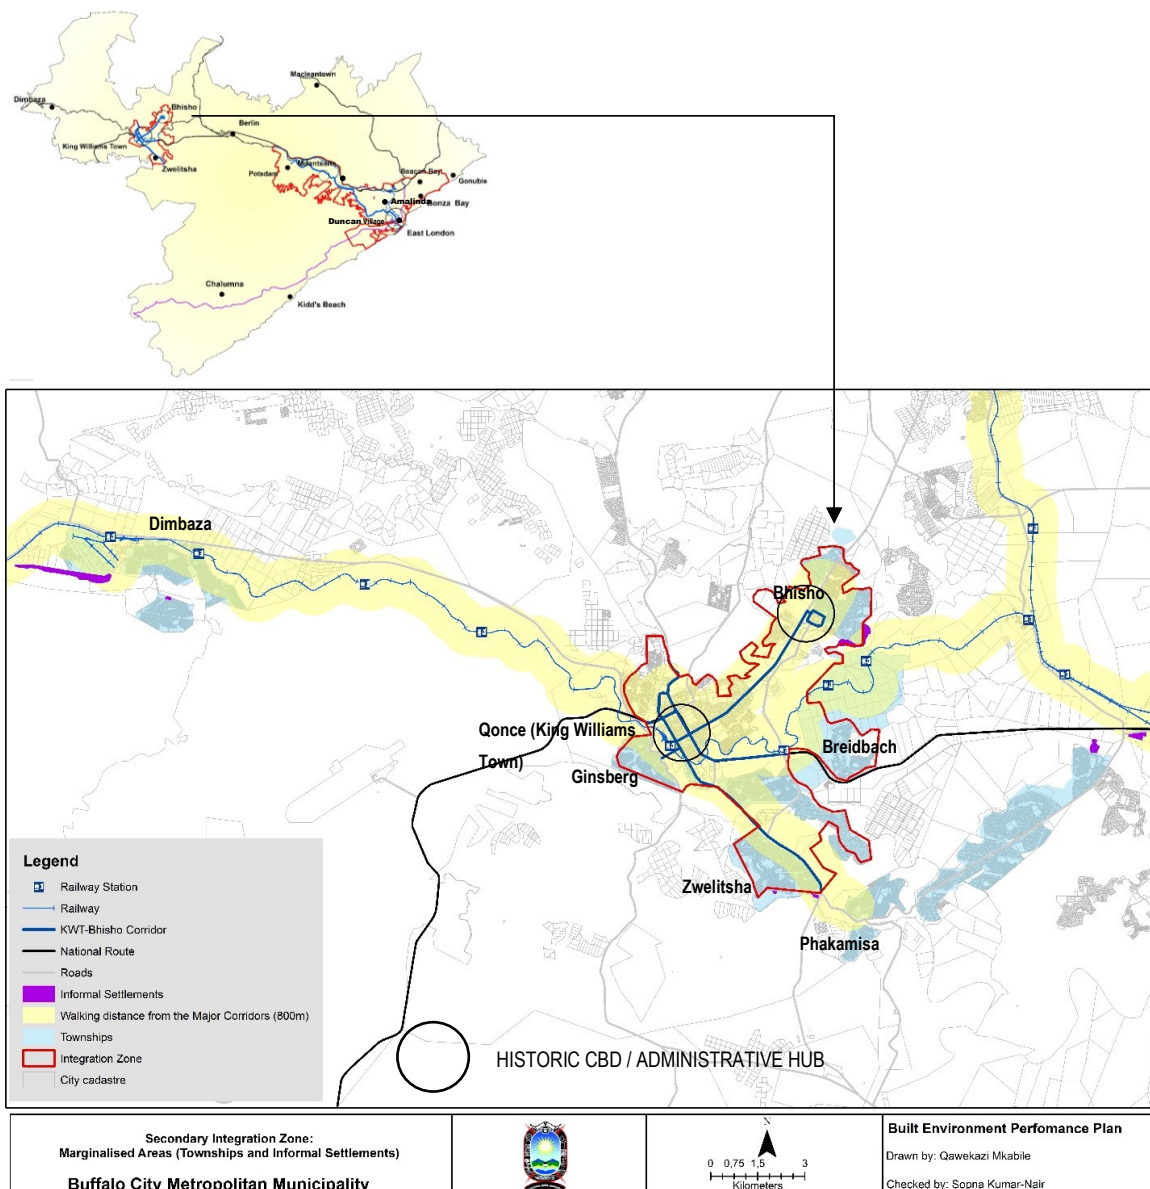 Macleantown
Dimbaza
Bhisho
Berlin
King Williams Town
Zwelitsha
Potsdam
Mdantsane
Beacon Bay
Gonubie
Amalinda
Bonza Bay
Duncan Village
East London
Chalumna
Kidd's Beach
Dimbaza
Bhisho
Qonce (King Williams
Town)
Breidbach
Ginsberg
Zwelitsha
Phakamisa
Legend
Railway Station
Railway
KWT-Bhisho Corridor
National Route
Roads
Informal Settlements
Walking distance from the Major Corridors (800m)
Townships
Integration Zone
City cadastre
HISTORIC CBD / ADMINISTRATIVE HUB
Secondary Integration Zone:
Marginalised Areas (Townships and Informal Settlements)
Buffalo City Metropolitan Municipality
N
0 0,75 1,5 3
Kilometers
Built Environment Perfomance Plan
Drawn by: Qawekazi Mkabile
Checked by: Sopna Kumar-Nair